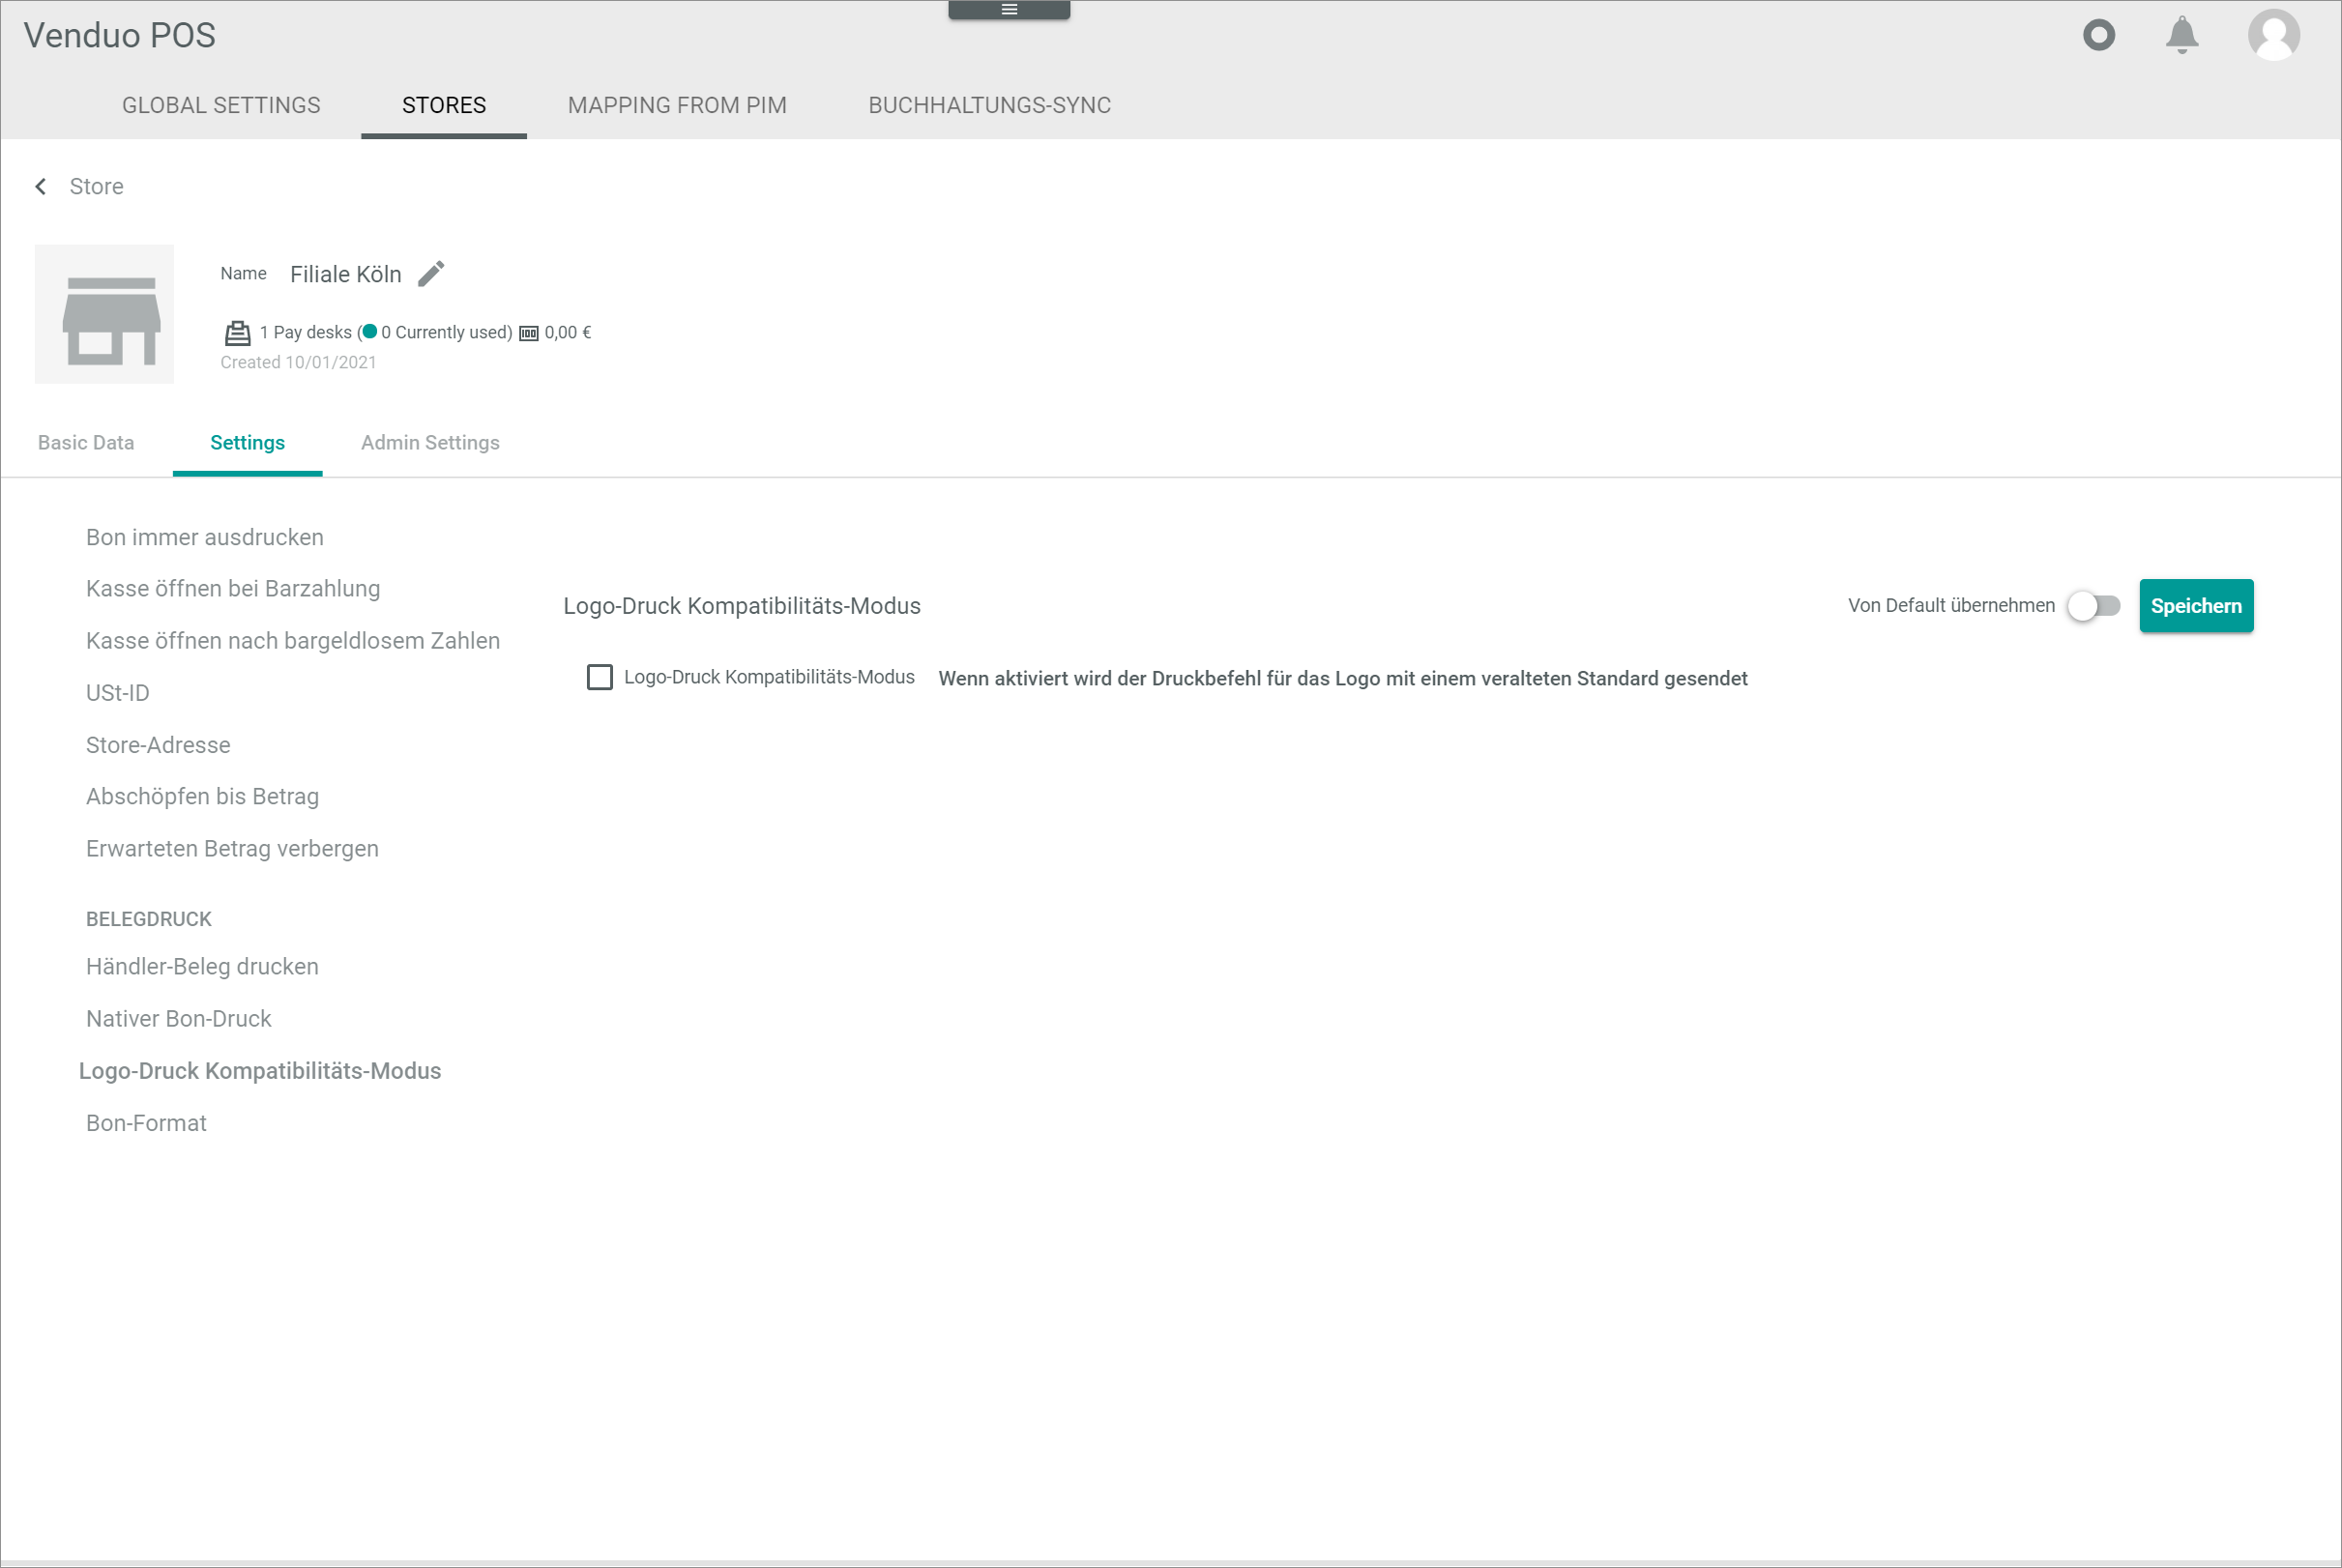 Venduo POS
GLOBAL SETTINGS STORES MAPPING FROM PIM BUCHHALTUNGS-SYNC
Store
Name Filiale Köln
1 Pay desks (0 Currently used) 0,00 €
Created 10/01/2021
Basic Data Settings Admin Settings
Bon immer ausdrucken
Kasse öffnen bei Barzahlung
Kasse öffnen nach bargeldlosem Zahlen
USt-ID
Store-Adresse
Abschöpfen bis Betrag
Erwarteten Betrag verbergen
BELEGDRUCK
Händler-Beleg drucken
Nativer Bon-Druck
Logo-Druck Kompatibilitäts-Modus
Bon-Format
Logo-Druck Kompatibilitäts-Modus Von Default übernehmen Speichern
Logo-Druck Kompatibilitäts-Modus Wenn aktiviert wird der Druckbefehl für das Logo mit einem veralteten Standard gesendet